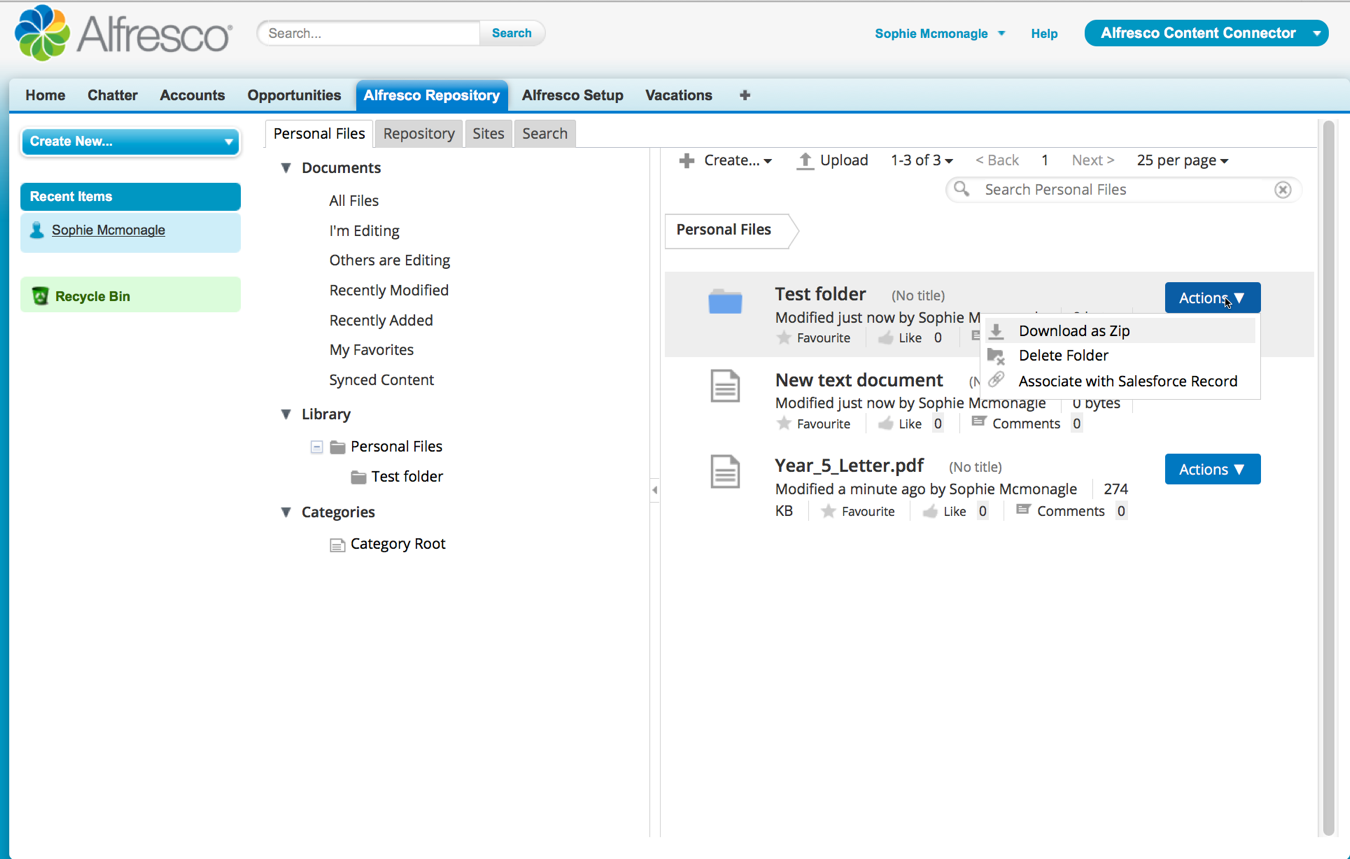 Alfresco
Search...
Search
Sophie Mcmonagle
Help
Alfresco Content Connector
Home
Chatter
Accounts
Opportunities
Alfresco Repository
Alfresco Setup
Vacations
Create New...
Recent Items
Sophie Mcmonagle
Recycle Bin
Personal Files
Repository
Sites
Search
Documents
All Files
I'm Editing
Others are Editing
Recently Modified
Recently Added
My Favorites
Synced Content
Library
Personal Files
Test folder
Categories
Category Root
Create...
Upload
1-3 of 3
< Back
1
Next >
25 per page
Search Personal Files
Personal Files
Test folder (No title)
Actions ▼
Modified just now by Sophie
Favourite Like 0
Download as Zip
Delete Folder
Associate with Salesforce Record
New text document
Modified just now by Sophie Mcmonagle 0 bytes
Favourite Like 0 Comments 0
Year_5_Letter.pdf (No title)
Actions ▼
Modified a minute ago by Sophie Mcmonagle 274
KB Favourite Like 0 Comments 0